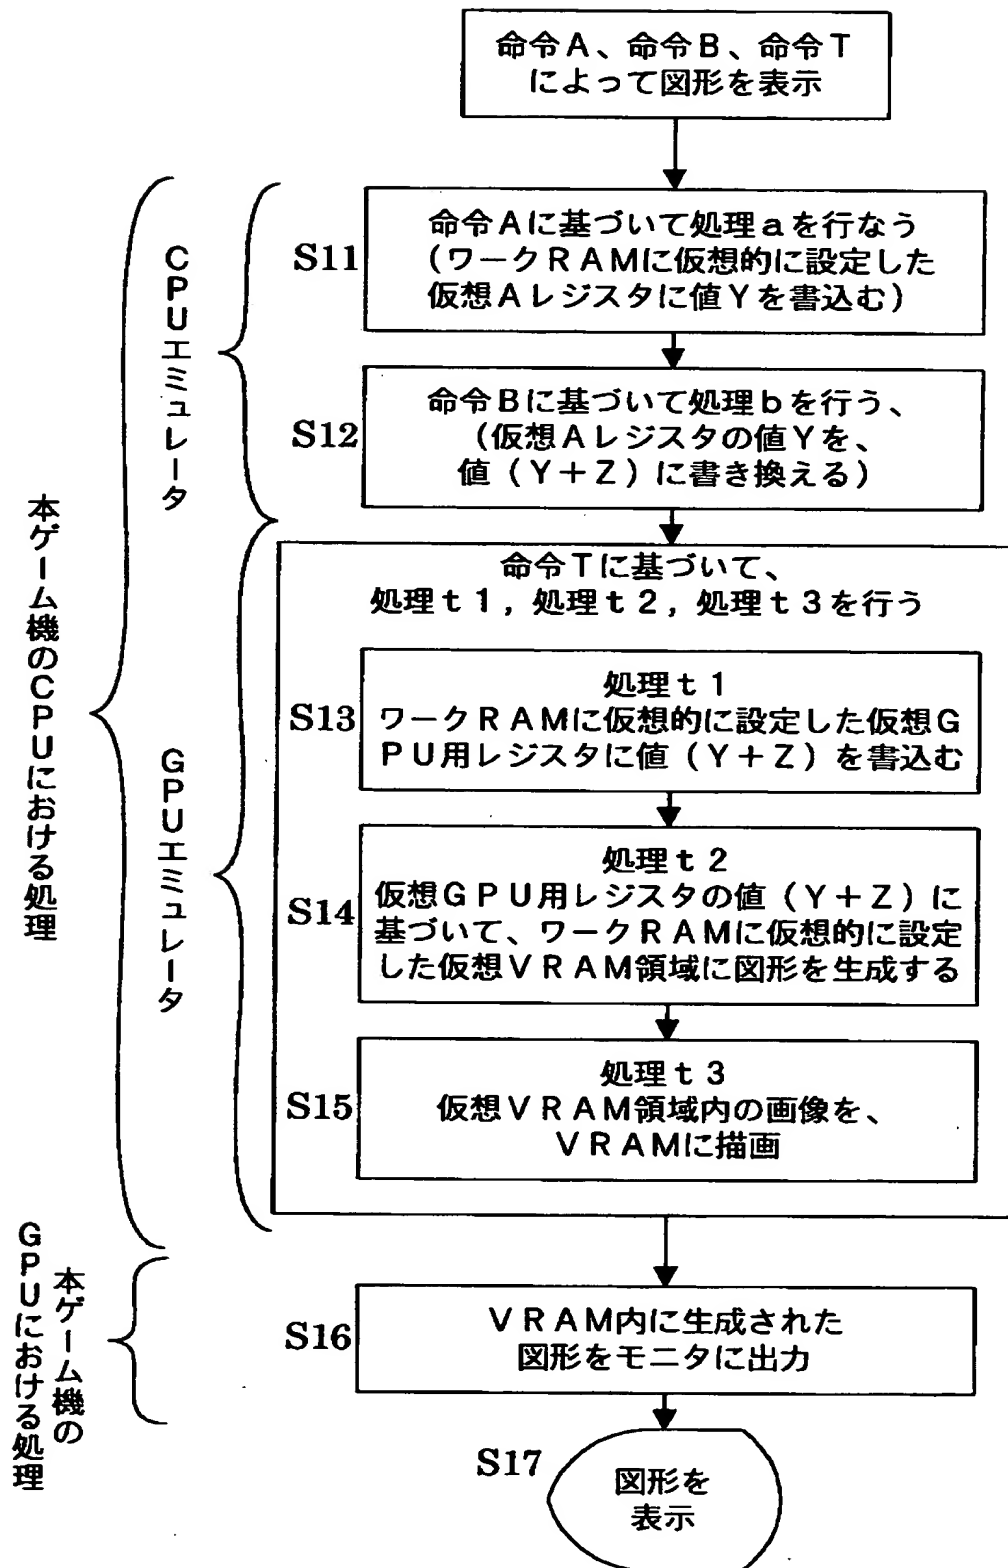 命令A、命令B、命令T
によって図形を表示
S11
命令Aに基づいて処理aを行なう
(ワークRAMに仮想的に設定した
仮想Aレジスタに値Yを書込む)
CPUエミュレータ
S12
命令Bに基づいて処理bを行う、
(仮想Aレジスタの値Yを、
値(Y+Z)に書き換える)
本ゲーム機のCPUにおける処理
命令Tに基づいて、
処理t1,処理t2,処理t3を行う
S13
処理t1
ワークRAMに仮想的に設定した仮想G
PU用レジスタに値(Y+Z)を書込む
GPUエミュレータ
S14
処理t2
仮想GPU用レジスタの値(Y+Z)に
基づいて、ワークRAMに仮想的に設定
した仮想VRAM領域に図形を生成する
S15
処理t3
仮想VRAM領域内の画像を、
VRAMに描画
本ゲーム機の
GPUにおける処理
S16
VRAM内に生成された
図形をモニタに出力
S17
図形を
表示